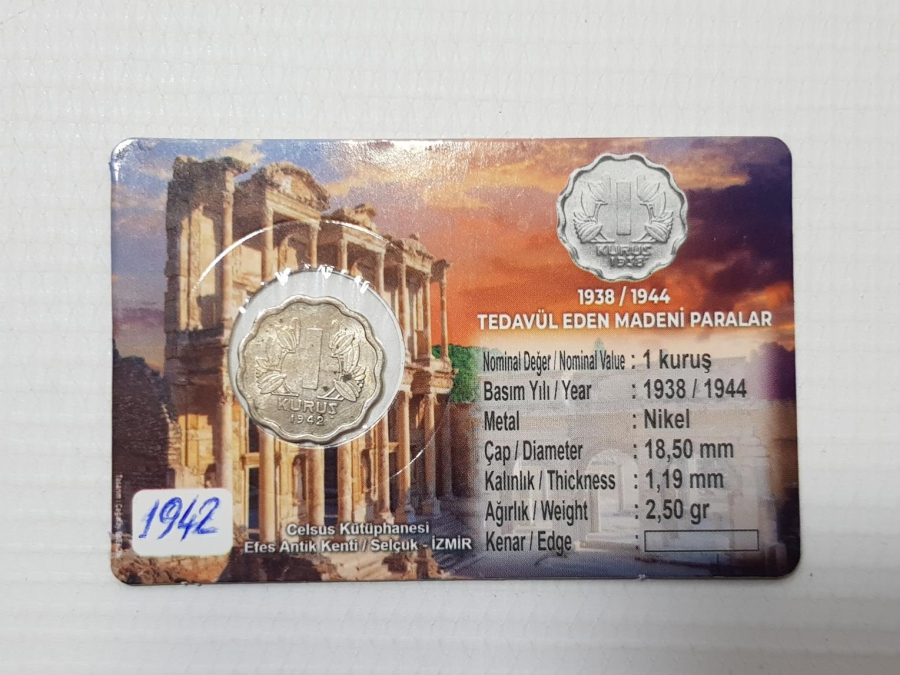 1
KURUŞ
1938
1938 / 1944
TEDAVÜL EDEN MADENİ PARALAR
Nominal Değer / Nominal Value : 1 kuruş
Basım Yılı / Year : 1938 / 1944
Metal : Nikel
Çap / Diameter : 18,50 mm
Kalınlık / Thickness : 1,19 mm
Ağırlık / Weight : 2,50 gr
Kenar / Edge :
1
KURUŞ
1942
1942
Celsus Kütüphanesi
Efes Antik Kenti / Selçuk - İZMİR